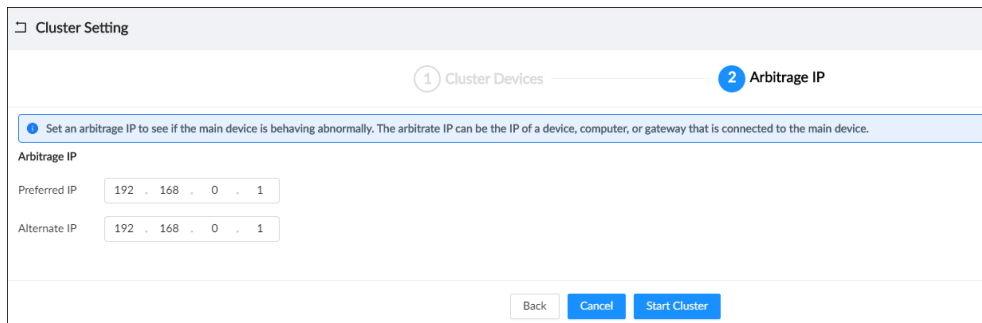 Cluster Setting
1 Cluster Devices 2 Arbitrage IP
Set an arbitrage IP to see if the main device is behaving abnormally. The arbitrate IP can be the IP of a device, computer, or gateway that is connected to the main device.
Arbitrage IP
Preferred IP 192 . 168 . 0 . 1
Alternate IP 192 . 168 . 0 . 1
Back Cancel Start Cluster